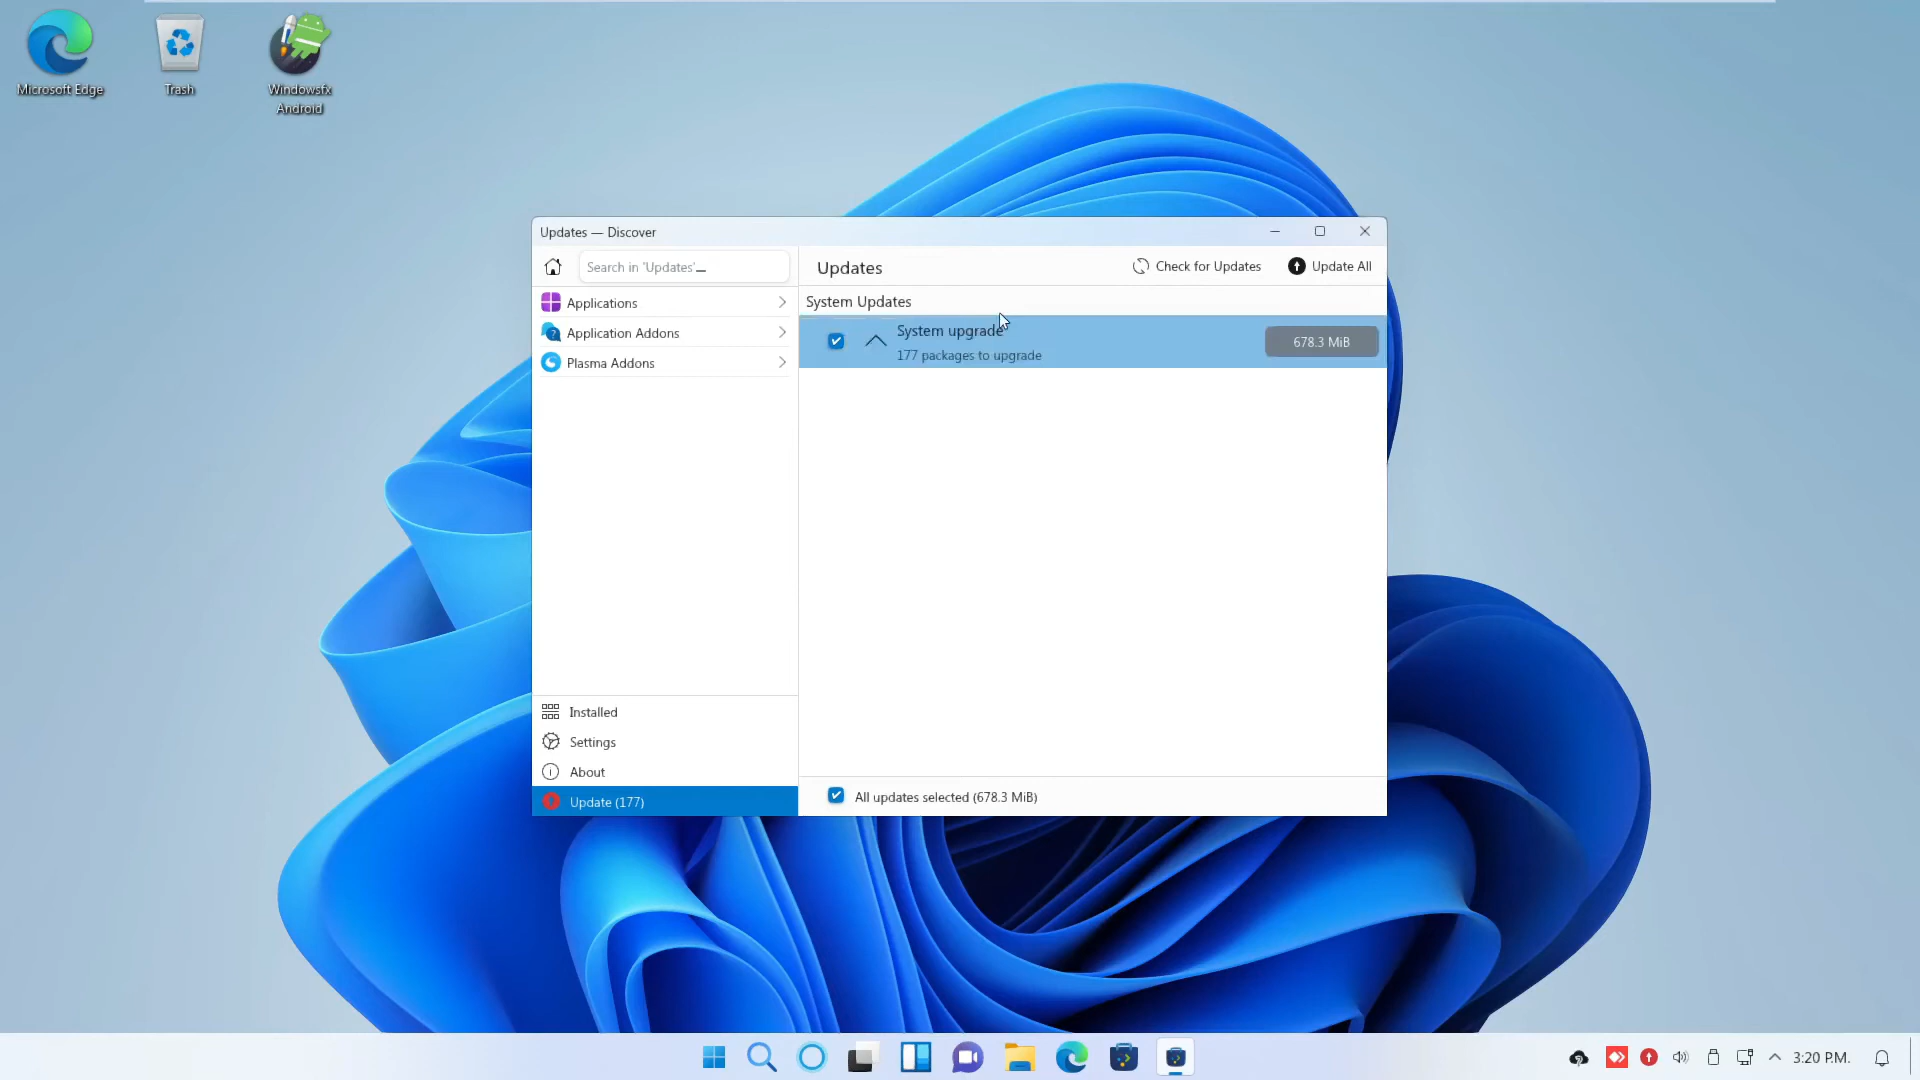 Microsoft Edge
Trash
Windowsfx
Android
Updates — Discover
Search in 'Updates'...
Updates
Check for Updates
Update All
Applications
Application Addons
Plasma Addons
System Updates
System upgrade
177 packages to upgrade
678.3 MiB
Installed
Settings
About
Update (177)
All updates selected (678.3 MiB)
3:20 P.M.